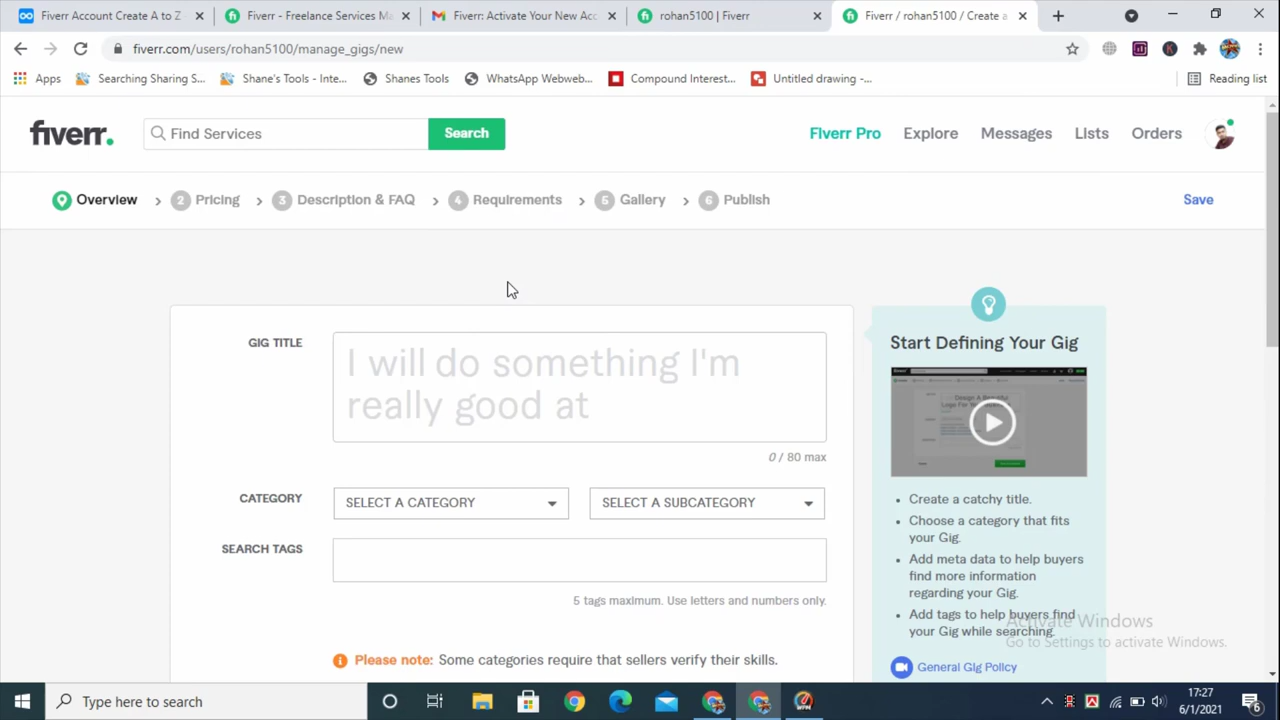 Fiverr Account Create A to Z
Fiverr - Freelance Services Ma
Fiverr: Activate Your New Acc
rohan5100 | Fiverr
Fiverr / rohan5100 / Create a
fiverr.com/users/rohan5100/manage_gigs/new
Apps
Searching Sharing S...
Shane's Tools - Inte...
Shanes Tools
WhatsApp Webweb...
Compound Interest...
Untitled drawing -...
Reading list
fiverr.
Find Services
Search
Fiverr Pro
Explore
Messages
Lists
Orders
Overview
2 Pricing
3 Description & FAQ
4 Requirements
5 Gallery
6 Publish
Save
GIG TITLE
I will do something I'm
really good at
0 / 80 max
CATEGORY
SELECT A CATEGORY
SELECT A SUBCATEGORY
SEARCH TAGS
5 tags maximum. Use letters and numbers only.
Please note: Some categories require that sellers verify their skills.
Start Defining Your Gig
Create a catchy title.
Choose a category that fits
your Gig.
Add meta data to help buyers
find more information
regarding your Gig.
Add tags to help buyers find
your Gig while searching.
General Gig Policy
Activate Windows
Go to Settings to activate Windows.
Type here to search
17:27
6/1/2021
6